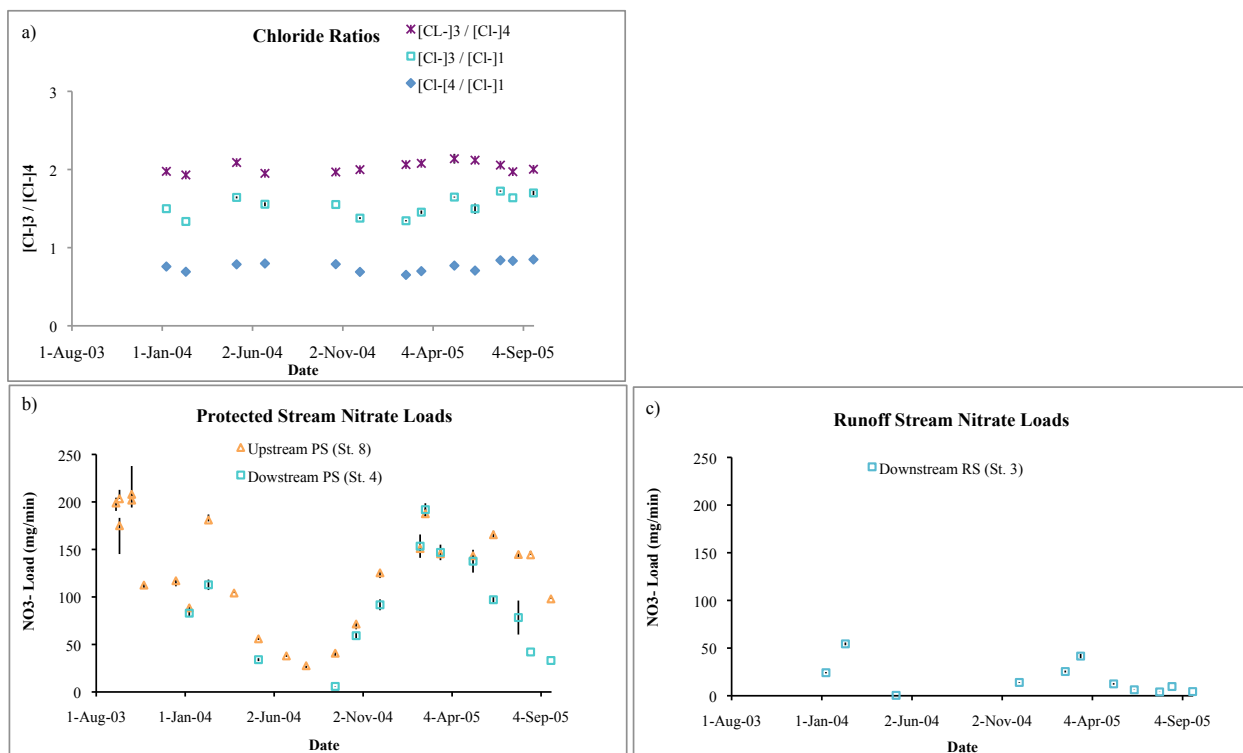 a)
Chloride Ratios
[CL-]3 / [Cl-]4
[Cl-]3 / [Cl-]1
[Cl-[4 / [Cl-]1
[Cl-]3 / [Cl-]4
3
2
1
0
1-Aug-03 1-Jan-04 2-Jun-04 2-Nov-04 4-Apr-05 4-Sep-05
Date
b)
Protected Stream Nitrate Loads
Upstream PS (St. 8)
Dowstream PS (St. 4)
NO3- Load (mg/min)
250
200
150
100
50
0
1-Aug-03 1-Jan-04 2-Jun-04 2-Nov-04 4-Apr-05 4-Sep-05
Date
c)
Runoff Stream Nitrate Loads
Downstream RS (St. 3)
NO3- Load (mg/min)
250
200
150
100
50
0
1-Aug-03 1-Jan-04 2-Jun-04 2-Nov-04 4-Apr-05 4-Sep-05
Date